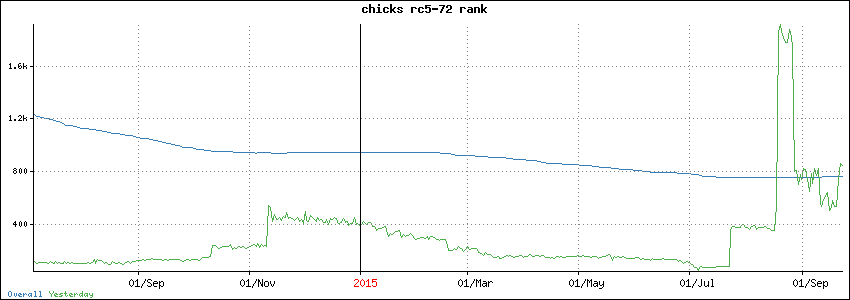 chicks rc5-72 rank
1.6k
1.2k
800
400
01/Sep 01/Nov 2015 01/Mar 01/May 01/Jul 01/Sep
Overall Yesterday